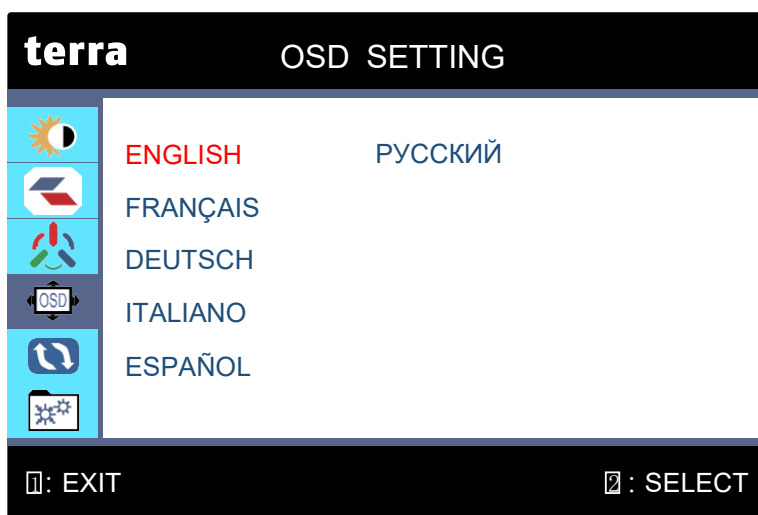 terra
OSD SETTING
ENGLISH
FRANÇAIS
DEUTSCH
ITALIANO
ESPAÑOL
РУССКИЙ
OSD
1: EXIT
2 : SELECT